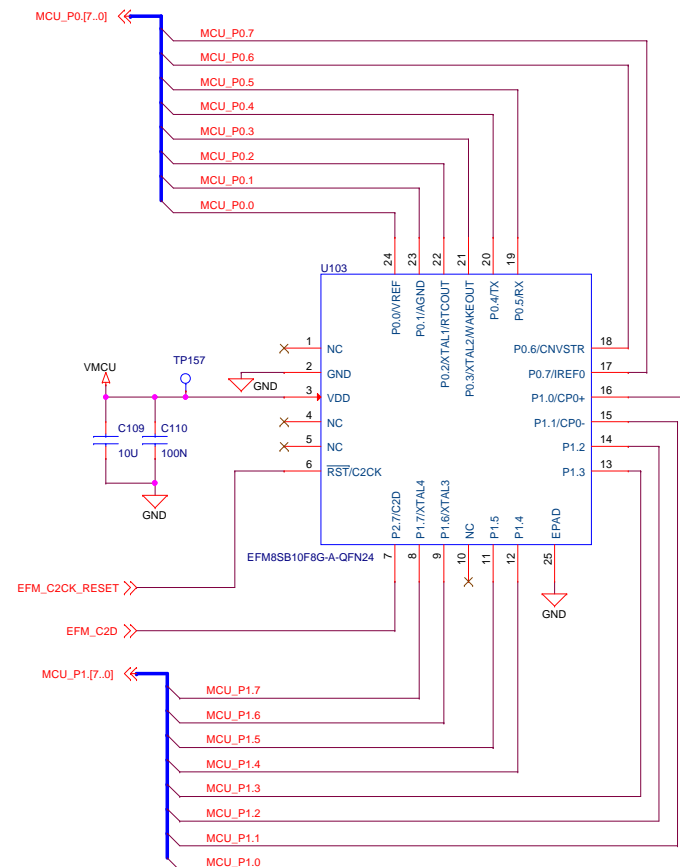 MCU_P0.[7..0]
MCU_P0.7
MCU_P0.6
MCU_P0.5
MCU_P0.4
MCU_P0.3
MCU_P0.2
MCU_P0.1
MCU_P0.0
24
23
22
21
20
19
U103
P0.0/VREF
P0.1/AGND
P0.2/XTAL1/RTCOUT
P0.3/XTAL2/WAKEOUT
P0.4/TX
P0.5/RX
1 NC
2 GND
3 VDD
4 NC
5 NC
6 RST/C2CK
P0.6/CNVSTR 18
P0.7/IREF0 17
P1.0/CP0+ 16
P1.1/CP0- 15
P1.2 14
P1.3 13
VMCU
TP157
GND
C109
10U
C110
100N
GND
P2.7/C2D
P1.7/XTAL4
P1.6/XTAL3
NC
P1.5
P1.4
EPAD
EFM8SB10F8G-A-QFN24
7
8
9
10
11
12
25
GND
EFM_C2CK_RESET
EFM_C2D
MCU_P1.[7..0]
MCU_P1.7
MCU_P1.6
MCU_P1.5
MCU_P1.4
MCU_P1.3
MCU_P1.2
MCU_P1.1
MCU_P1.0